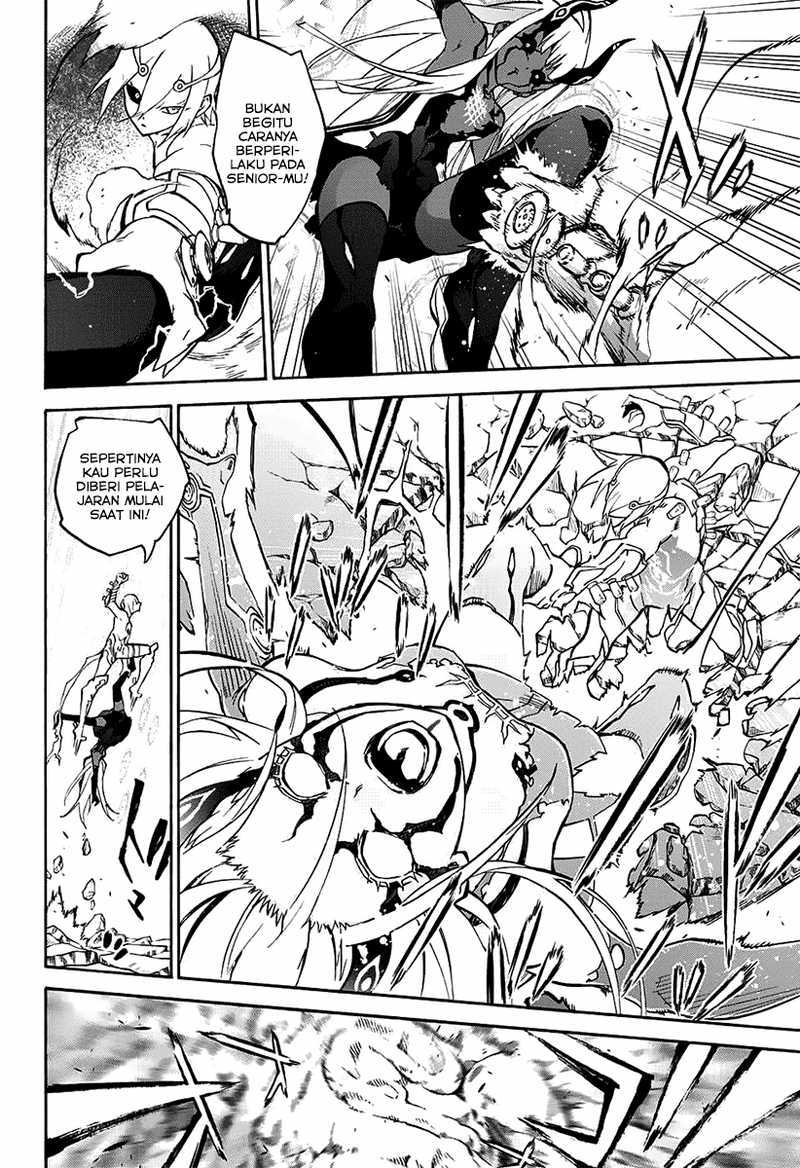 BUKAN
BEGITU
CARANYA
BERPERI-
LAKU PADA
SENIOR-MU!
SEPERTINYA
KAU PERLU
DIBERI PELA-
JARAN MULAI
SAAT INI!